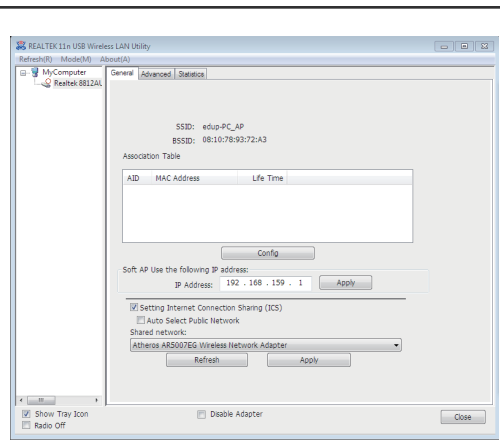 REALTEK 11n USB Wireless LAN Utility
Refresh(R) Mode(M) About(A)
MyComputer
Realtek 8812AU
General Advanced Statistics
SSID: edup-PC_AP
BSSID: 08:10:78:93:72:A3
Association Table
AID MAC Address Life Time
Config
Soft AP Use the following IP address:
IP Address: 192 . 168 . 159 . 1 Apply
Setting Internet Connection Sharing (ICS)
Auto Select Public Network
Shared network:
Atheros AR5007EG Wireless Network Adapter
Refresh Apply
Show Tray Icon Disable Adapter Close
Radio Off